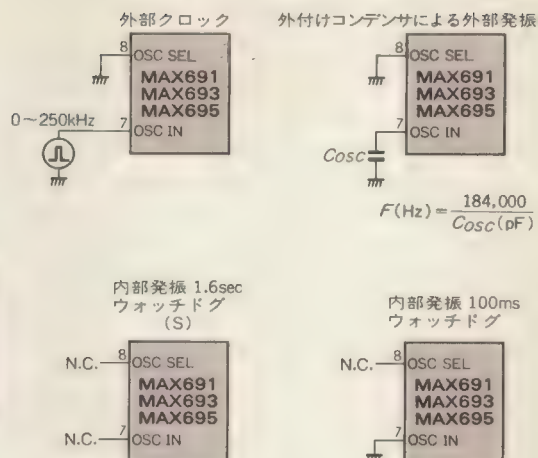 外部クロック
8
OSC SEL
MAX691
MAX693
MAX695
0～250kHz
7
OSC IN
外付けコンデンサによる外部発振
8
OSC SEL
MAX691
MAX693
MAX695
7
OSC IN
Cosc
F(Hz)=184,000/Cosc(pF)
内部発振 1.6sec
ウォッチドグ
(S)
N.C.
8
OSC SEL
MAX691
MAX693
MAX695
N.C.
7
OSC IN
内部発振 100ms
ウォッチドグ
N.C.
8
OSC SEL
MAX691
MAX693
MAX695
7
OSC IN